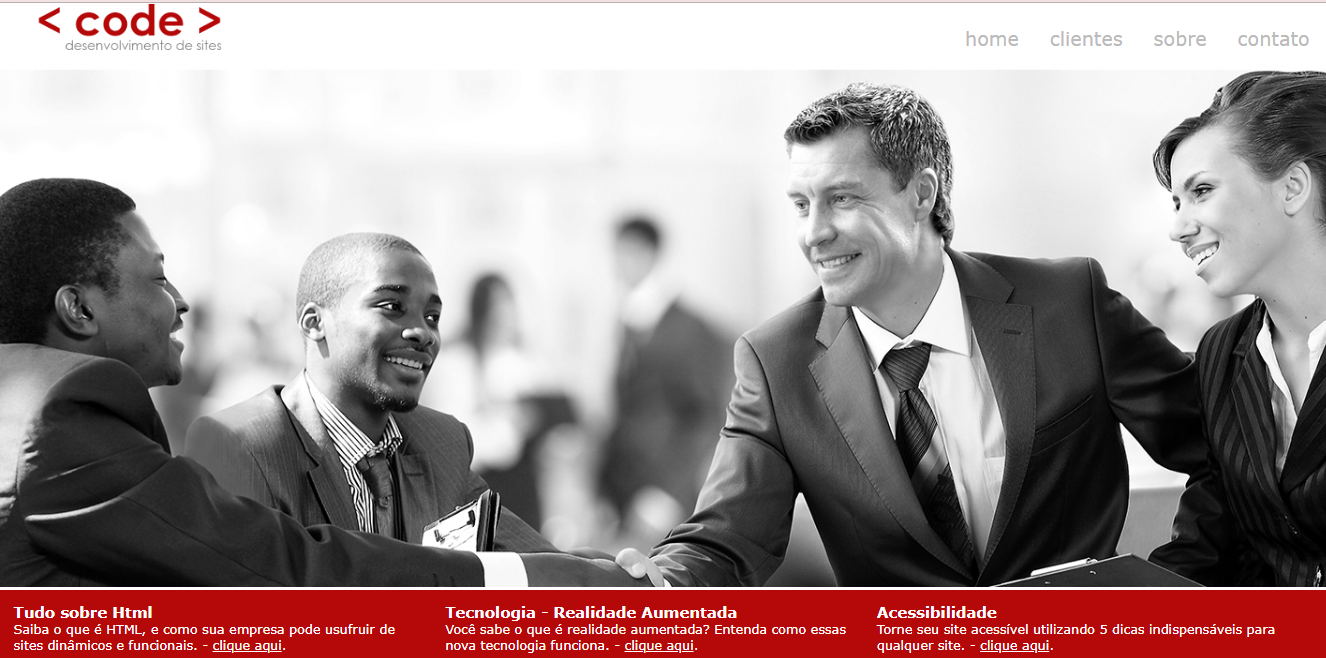 < code >
desenvolvimento de sites
home clientes sobre contato
Tudo sobre Html
Saiba o que é HTML, e como sua empresa pode usufruir de
sites dinâmicos e funcionais. - clique aqui.
Tecnologia - Realidade Aumentada
Você sabe o que é realidade aumentada? Entenda como essas
nova tecnologia funciona. - clique aqui.
Acessibilidade
Torne seu site acessível utilizando 5 dicas indispensáveis para
qualquer site. - clique aqui.